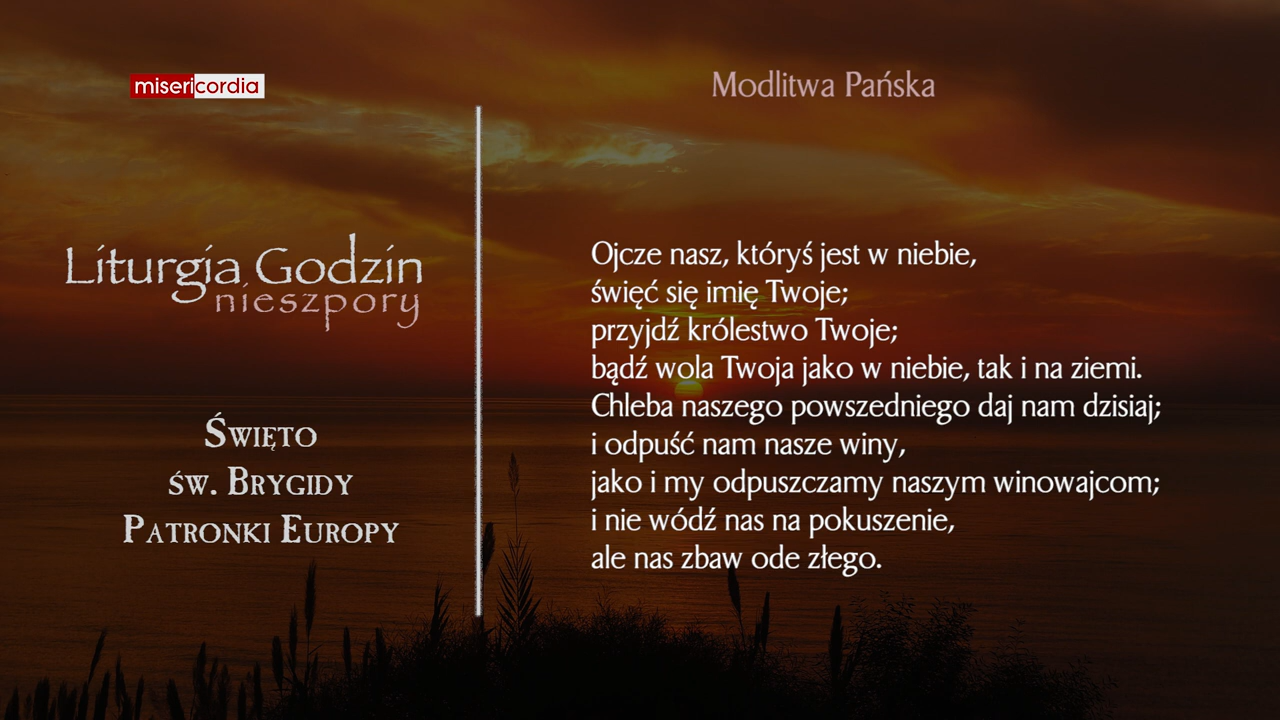 misericordia
Modlitwa Pańska
Liturgia Godzin
nieszpory
Święto
św. Brygidy
Patronki Europy
Ojcze nasz, któryś jest w niebie,
święć się imię Twoje;
przyjdź królestwo Twoje;
bądź wola Twoja jako w niebie, tak i na ziemi.
Chleba naszego powszedniego daj nam dzisiaj;
i odpuść nam nasze winy,
jako i my odpuszczamy naszym winowajcom;
i nie wódź nas na pokuszenie,
ale nas zbaw ode złego.